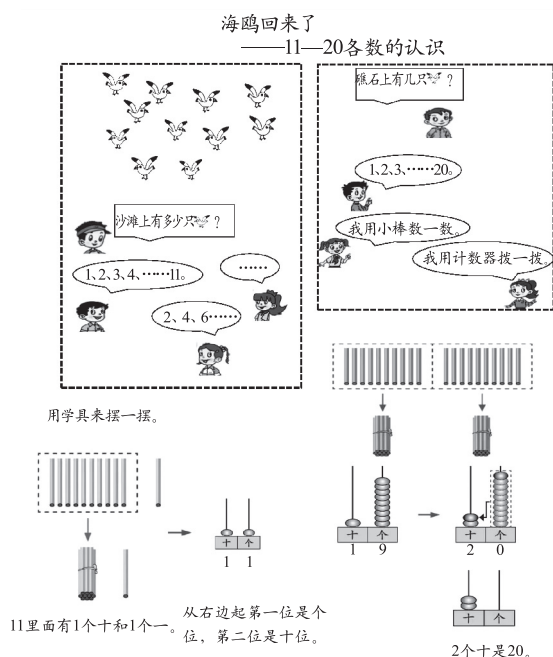 海鸥回来了
——11—20各数的认识
沙滩上有多少只？
1、2、3、4、……11。
……
2、4、6……
礁石上有几只？
1、2、3、……20。
我用小棒数一数。
我用计数器拨一拨。
用学具来摆一摆。
十 个
1 1
11里面有1个十和1个一。
从右边起第一位是个
位，第二位是十位。
十 个
1 9
十 个
2 0
十 个
2个十是20。